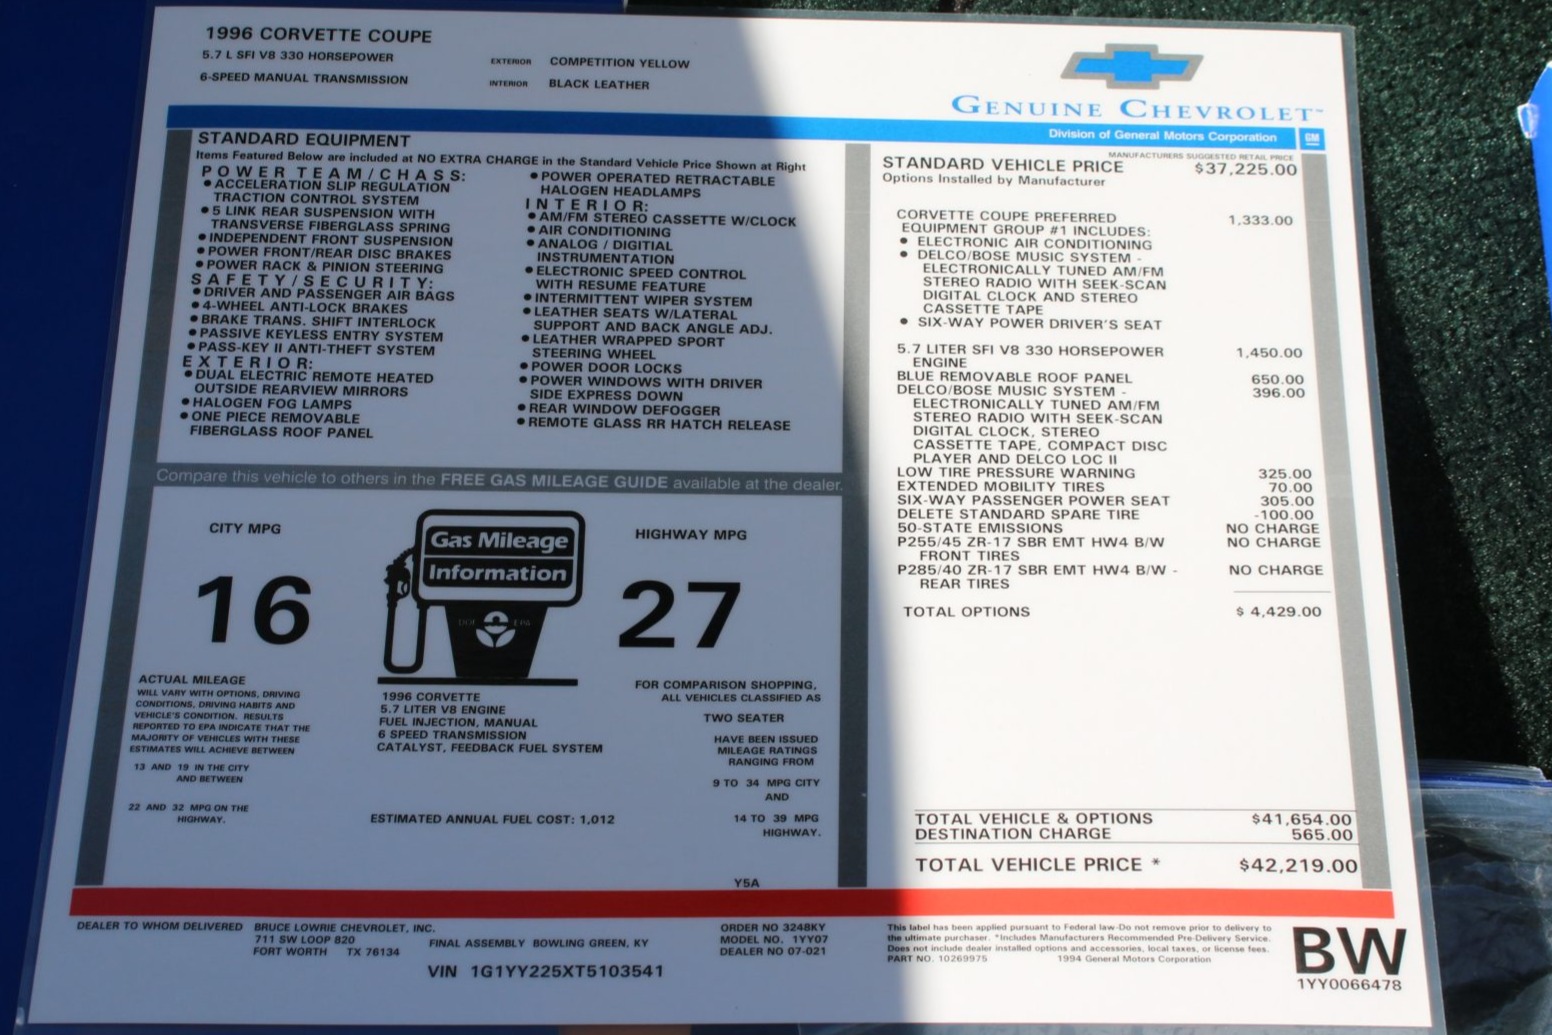 1996 CORVETTE COUPE
5.7 L SFI V8 330 HORSEPOWER
6-SPEED MANUAL TRANSMISSION
EXTERIOR COMPETITION YELLOW
INTERIOR BLACK LEATHER
GENUINE CHEVROLET™
Division of General Motors Corporation
GM
STANDARD EQUIPMENT
Items Featured Below are included at NO EXTRA CHARGE in the Standard Vehicle Price Shown at Right
POWER TEAM/CHASS:
● ACCELERATION SLIP REGULATION
TRACTION CONTROL SYSTEM
● 5 LINK REAR SUSPENSION WITH
TRANSVERSE FIBERGLASS SPRING
● INDEPENDENT FRONT SUSPENSION
● POWER FRONT/REAR DISC BRAKES
● POWER RACK & PINION STEERING
SAFETY/SECURITY:
● DRIVER AND PASSENGER AIR BAGS
● 4-WHEEL ANTI-LOCK BRAKES
● BRAKE TRANS. SHIFT INTERLOCK
● PASSIVE KEYLESS ENTRY SYSTEM
● PASS-KEY II ANTI-THEFT SYSTEM
EXTERIOR:
● DUAL ELECTRIC REMOTE HEATED
OUTSIDE REARVIEW MIRRORS
● HALOGEN FOG LAMPS
● ONE PIECE REMOVABLE
FIBERGLASS ROOF PANEL
● POWER OPERATED RETRACTABLE
HALOGEN HEADLAMPS
INTERIOR:
● AM/FM STEREO CASSETTE W/CLOCK
● AIR CONDITIONING
● ANALOG / DIGITIAL
INSTRUMENTATION
● ELECTRONIC SPEED CONTROL
WITH RESUME FEATURE
● INTERMITTENT WIPER SYSTEM
● LEATHER SEATS W/LATERAL
SUPPORT AND BACK ANGLE ADJ.
● LEATHER WRAPPED SPORT
STEERING WHEEL
● POWER DOOR LOCKS
● POWER WINDOWS WITH DRIVER
SIDE EXPRESS DOWN
● REAR WINDOW DEFOGGER
● REMOTE GLASS RR HATCH RELEASE
MANUFACTURERS SUGGESTED RETAIL PRICE
STANDARD VEHICLE PRICE $37,225.00
Options Installed by Manufacturer
CORVETTE COUPE PREFERRED 1,333.00
EQUIPMENT GROUP #1 INCLUDES:
● ELECTRONIC AIR CONDITIONING
● DELCO/BOSE MUSIC SYSTEM -
ELECTRONICALLY TUNED AM/FM
STEREO RADIO WITH SEEK-SCAN
DIGITAL CLOCK AND STEREO
CASSETTE TAPE
● SIX-WAY POWER DRIVER'S SEAT
5.7 LITER SFI V8 330 HORSEPOWER 1,450.00
ENGINE
BLUE REMOVABLE ROOF PANEL 650.00
DELCO/BOSE MUSIC SYSTEM - 396.00
ELECTRONICALLY TUNED AM/FM
STEREO RADIO WITH SEEK-SCAN
DIGITAL CLOCK, STEREO
CASSETTE TAPE, COMPACT DISC
PLAYER AND DELCO LOC II
LOW TIRE PRESSURE WARNING 325.00
EXTENDED MOBILITY TIRES 70.00
SIX-WAY PASSENGER POWER SEAT 305.00
DELETE STANDARD SPARE TIRE -100.00
50-STATE EMISSIONS NO CHARGE
P255/45 ZR-17 SBR EMT HW4 B/W NO CHARGE
FRONT TIRES
P285/40 ZR-17 SBR EMT HW4 B/W - NO CHARGE
REAR TIRES
TOTAL OPTIONS $ 4,429.00
TOTAL VEHICLE & OPTIONS $41,654.00
DESTINATION CHARGE 565.00
TOTAL VEHICLE PRICE * $42,219.00
Compare this vehicle to others in the FREE GAS MILEAGE GUIDE available at the dealer.
CITY MPG
16
Gas Mileage
Information
DOE EPA
HIGHWAY MPG
27
ACTUAL MILEAGE
WILL VARY WITH OPTIONS, DRIVING
CONDITIONS, DRIVING HABITS AND
VEHICLE'S CONDITION. RESULTS
REPORTED TO EPA INDICATE THAT THE
MAJORITY OF VEHICLES WITH THESE
ESTIMATES WILL ACHIEVE BETWEEN
13 AND 19 IN THE CITY
AND BETWEEN
22 AND 32 MPG ON THE
HIGHWAY.
1996 CORVETTE
5.7 LITER V8 ENGINE
FUEL INJECTION, MANUAL
6 SPEED TRANSMISSION
CATALYST, FEEDBACK FUEL SYSTEM
ESTIMATED ANNUAL FUEL COST: 1,012
FOR COMPARISON SHOPPING,
ALL VEHICLES CLASSIFIED AS
TWO SEATER
HAVE BEEN ISSUED
MILEAGE RATINGS
RANGING FROM
9 TO 34 MPG CITY
AND
14 TO 39 MPG
HIGHWAY.
Y5A
DEALER TO WHOM DELIVERED BRUCE LOWRIE CHEVROLET, INC.
711 SW LOOP 820
FORT WORTH TX 76134
FINAL ASSEMBLY BOWLING GREEN, KY
VIN 1G1YY225XT5103541
ORDER NO 3248KY
MODEL NO. 1YY07
DEALER NO 07-021
This label has been applied pursuant to Federal law-Do not remove prior to delivery to
the ultimate purchaser. *Includes Manufacturers Recommended Pre-Delivery Service.
Does not include dealer installed options and accessories, local taxes, or license fees.
PART NO. 10269975 1994 General Motors Corporation
BW
1YY0066478